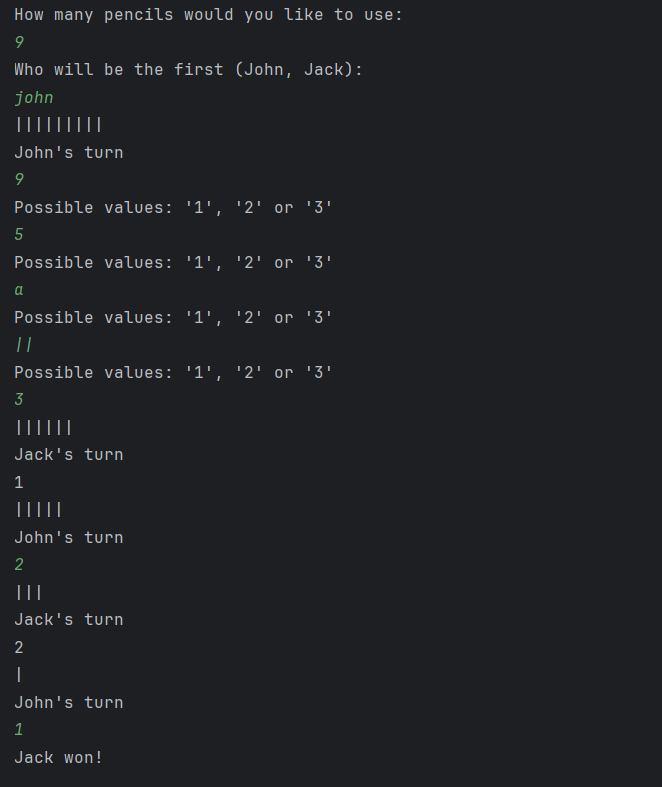 How many pencils would you like to use:
9
Who will be the first (John, Jack):
john
|||||||||
John's turn
9
Possible values: '1', '2' or '3'
5
Possible values: '1', '2' or '3'
a
Possible values: '1', '2' or '3'
||
Possible values: '1', '2' or '3'
3
||||||
Jack's turn
1
|||||
John's turn
2
|||
Jack's turn
2
|
John's turn
1
Jack won!